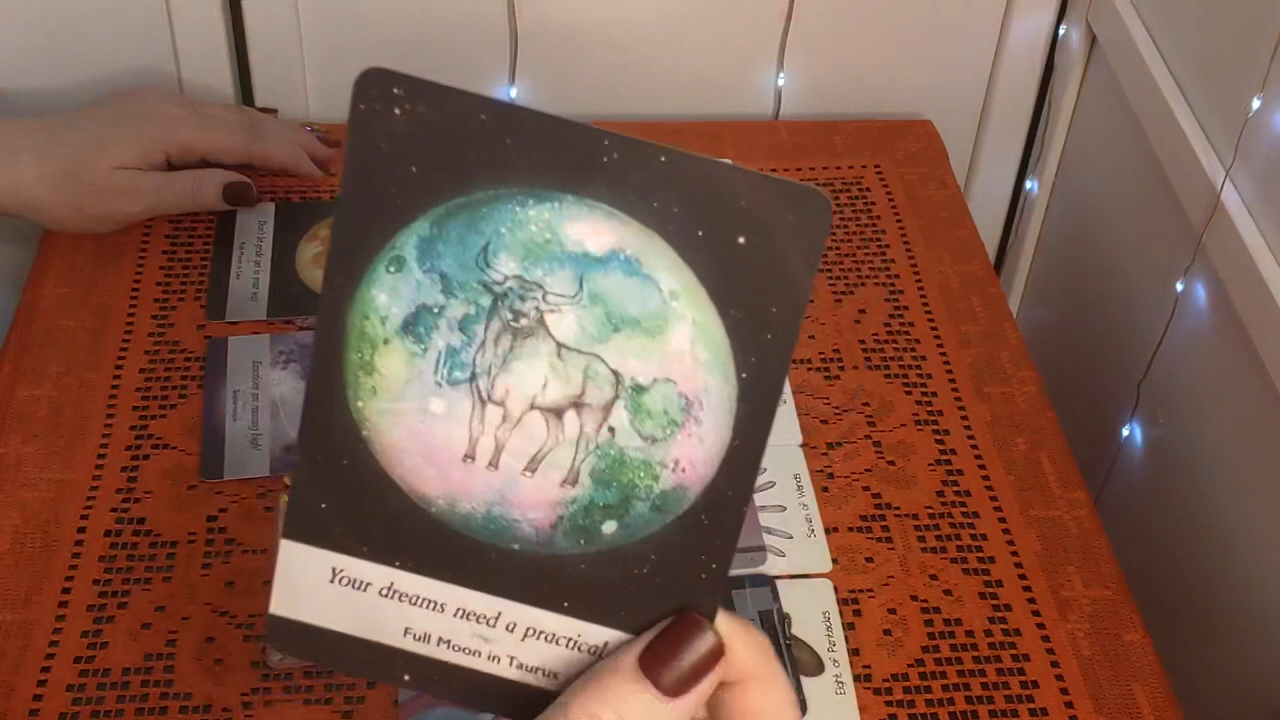 Your dreams need a practical
Full Moon in Taurus
Don't let pride get in your way
Full Moon in Leo
Emotions are running high!
Supermoon
Seven of Wands
Eight of Pentacles